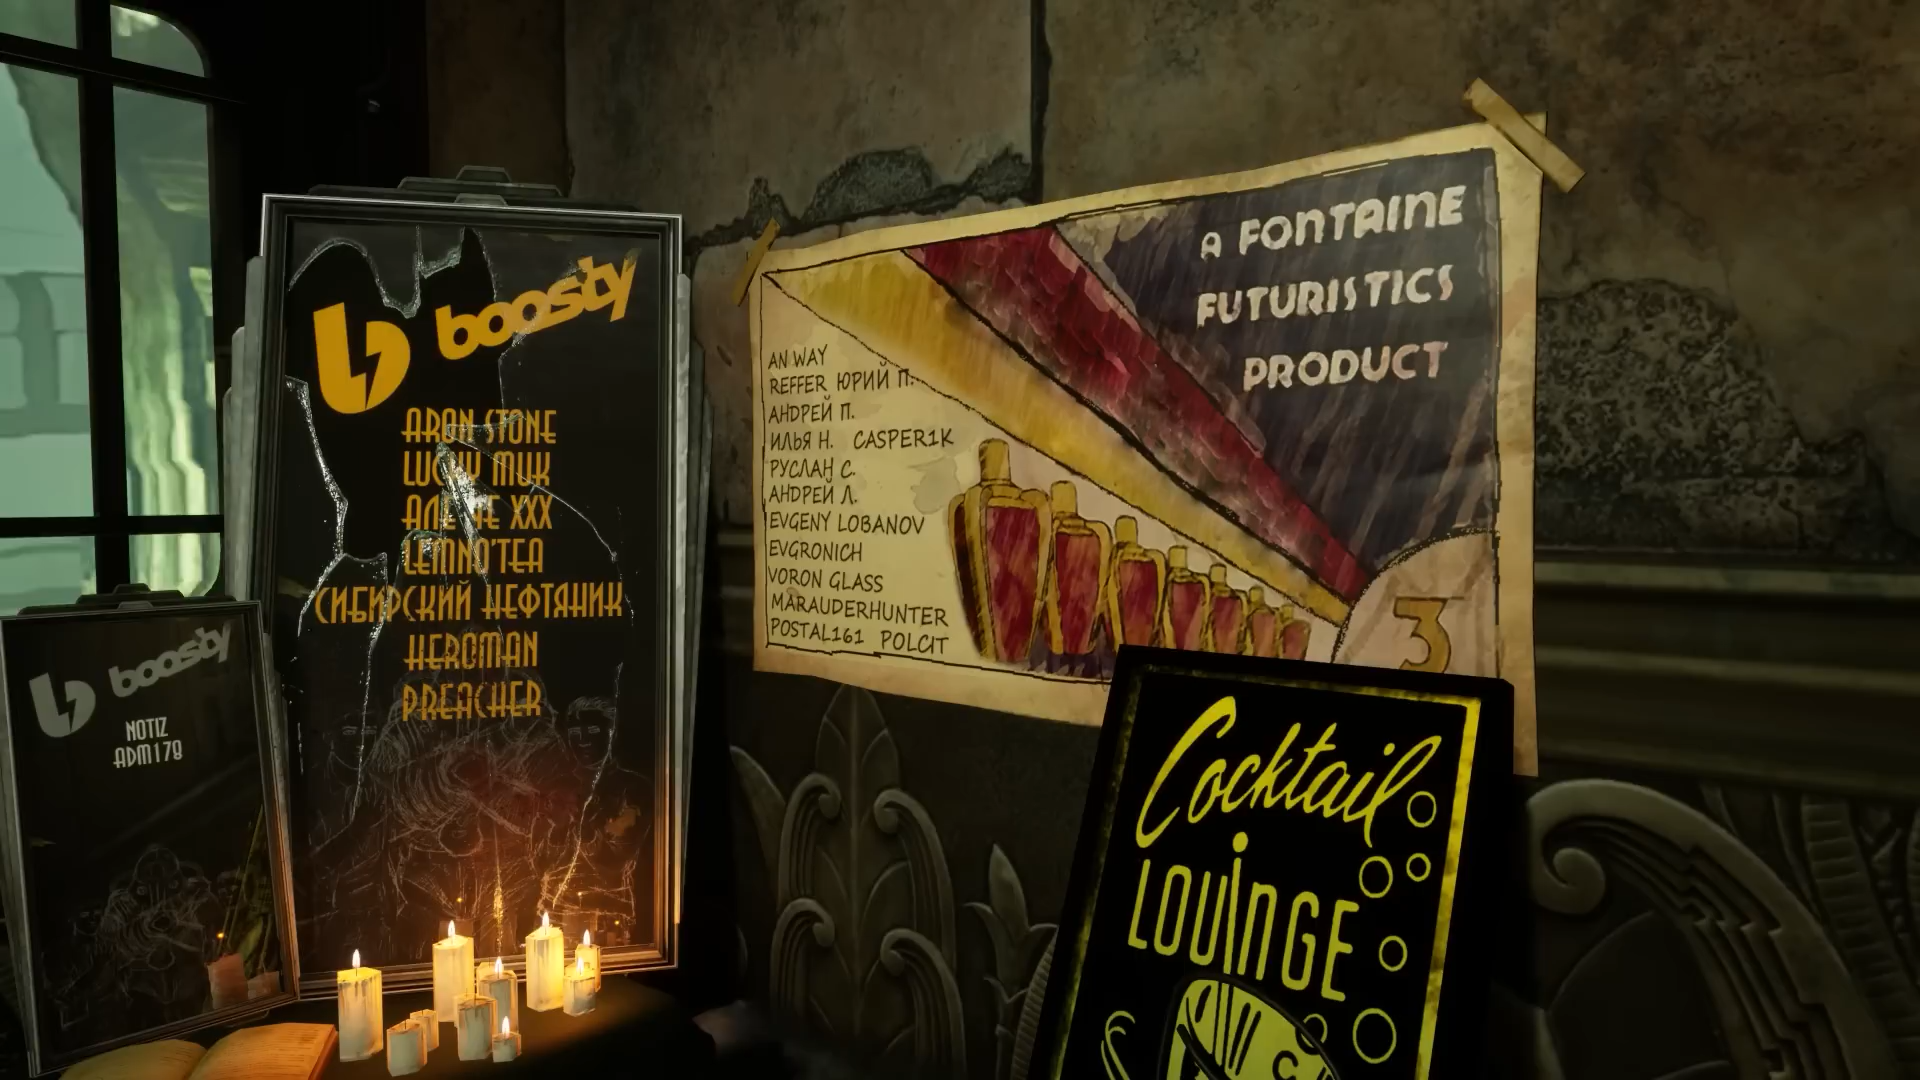 boosty
NOTIZ
ADM178
boosty
ARON STONE
LUCKY MUK
XXX
LEMNO'TEA
СИБИРСКИЙ НЕФТЯНИК
HEROMAN
PREACHER
AN WAY
REFFER ЮРИЙ П.
АНДРЕЙ П.
ИЛЬЯ Н. CASPER1K
РУСЛАН С.
АНДРЕЙ Л.
EVGENY LOBANOV
EVGRONICH
VORON GLASS
MARAUDERHUNTER
POSTAL161 POLCIT
A FONTAINE
FUTURISTICS
PRODUCT
3
Cocktail
LOUNGE